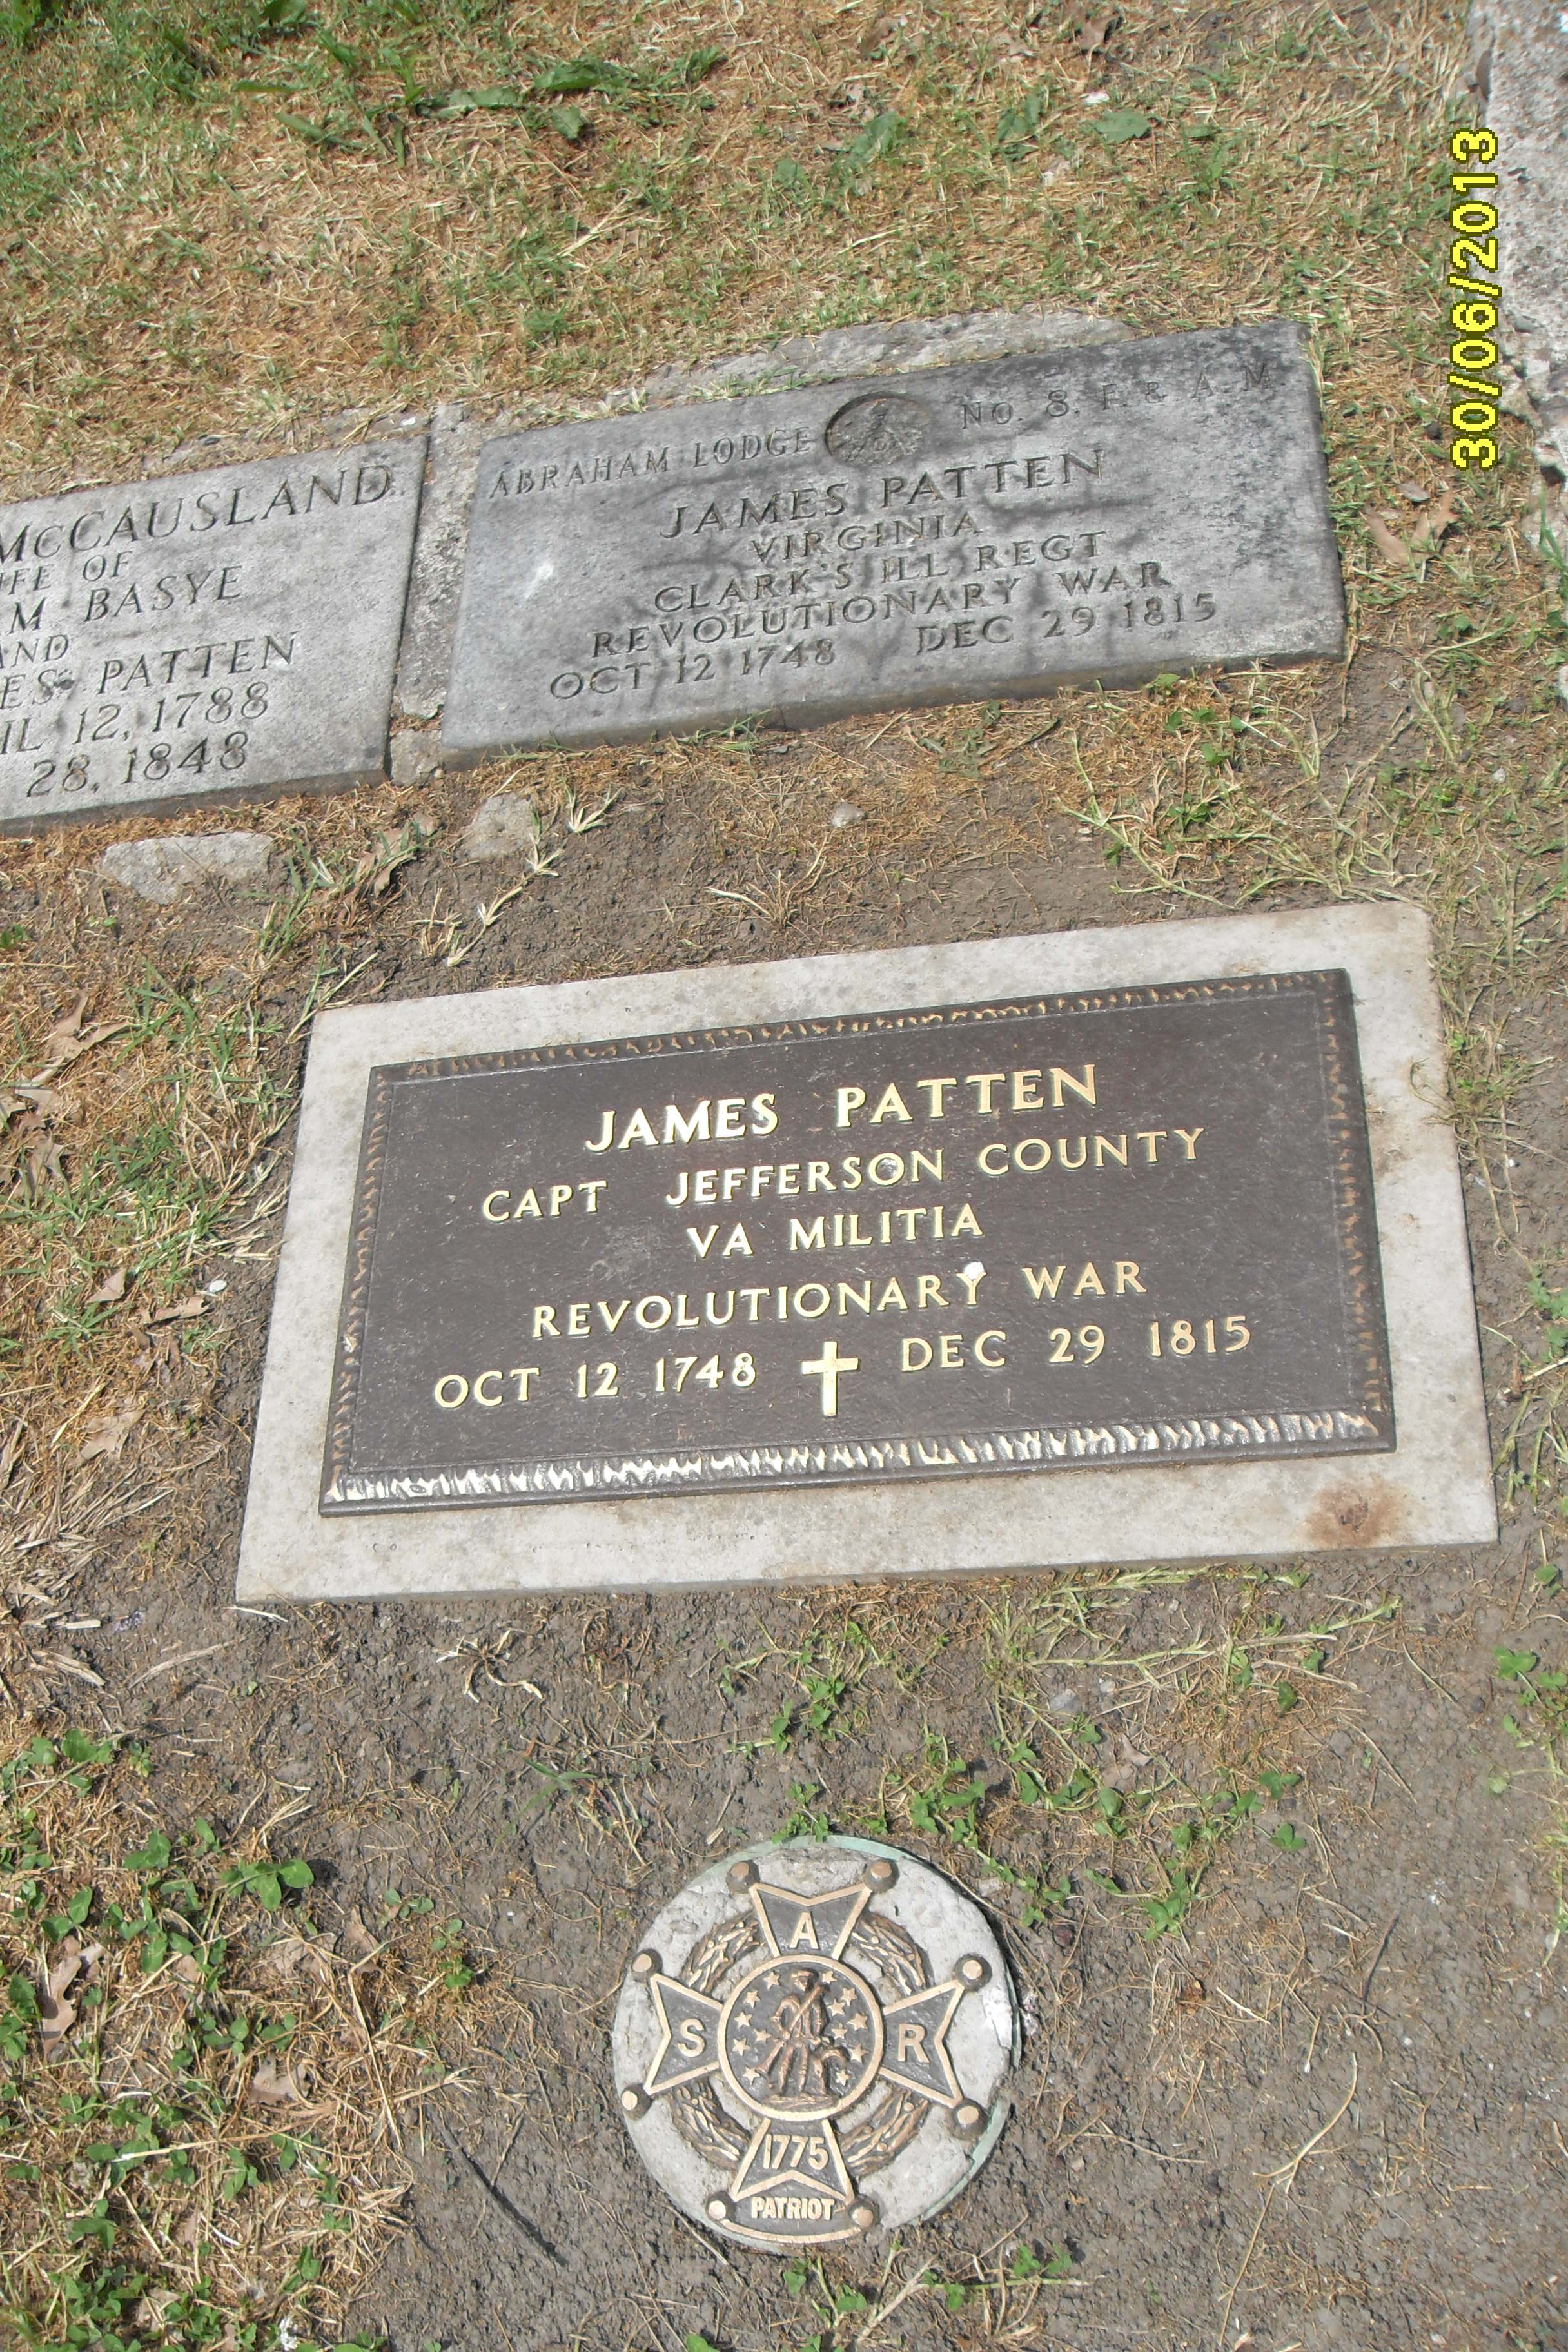 30/06/2013
McCAUSLAND
OF
BASYE
AND
PATTEN
12, 1788
28, 1848
ABRAHAM LODGE No. 8. F. & A. M.
JAMES PATTEN
VIRGINIA
CLARK'S ILL REGT
REVOLUTIONARY WAR
OCT 12 1748 DEC 29 1815
JAMES PATTEN
CAPT JEFFERSON COUNTY
VA MILITIA
REVOLUTIONARY WAR
OCT 12 1748 DEC 29 1815
A
S R
1775
PATRIOT